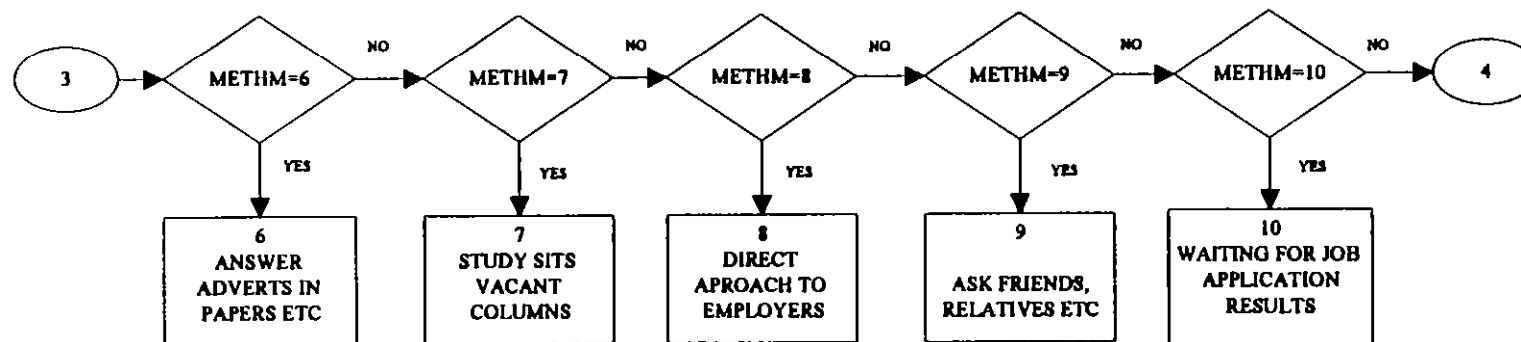 3
METHM=6
NO
METHM=7
NO
METHM=8
NO
METHM=9
NO
METHM=10
NO
4
YES
YES
YES
YES
YES
6
ANSWER
ADVERTS IN
PAPERS ETC
7
STUDY SITS
VACANT
COLUMNS
8
DIRECT
APROACH TO
EMPLOYERS
9
ASK FRIENDS,
RELATIVES ETC
10
WAITING FOR JOB
APPLICATION
RESULTS